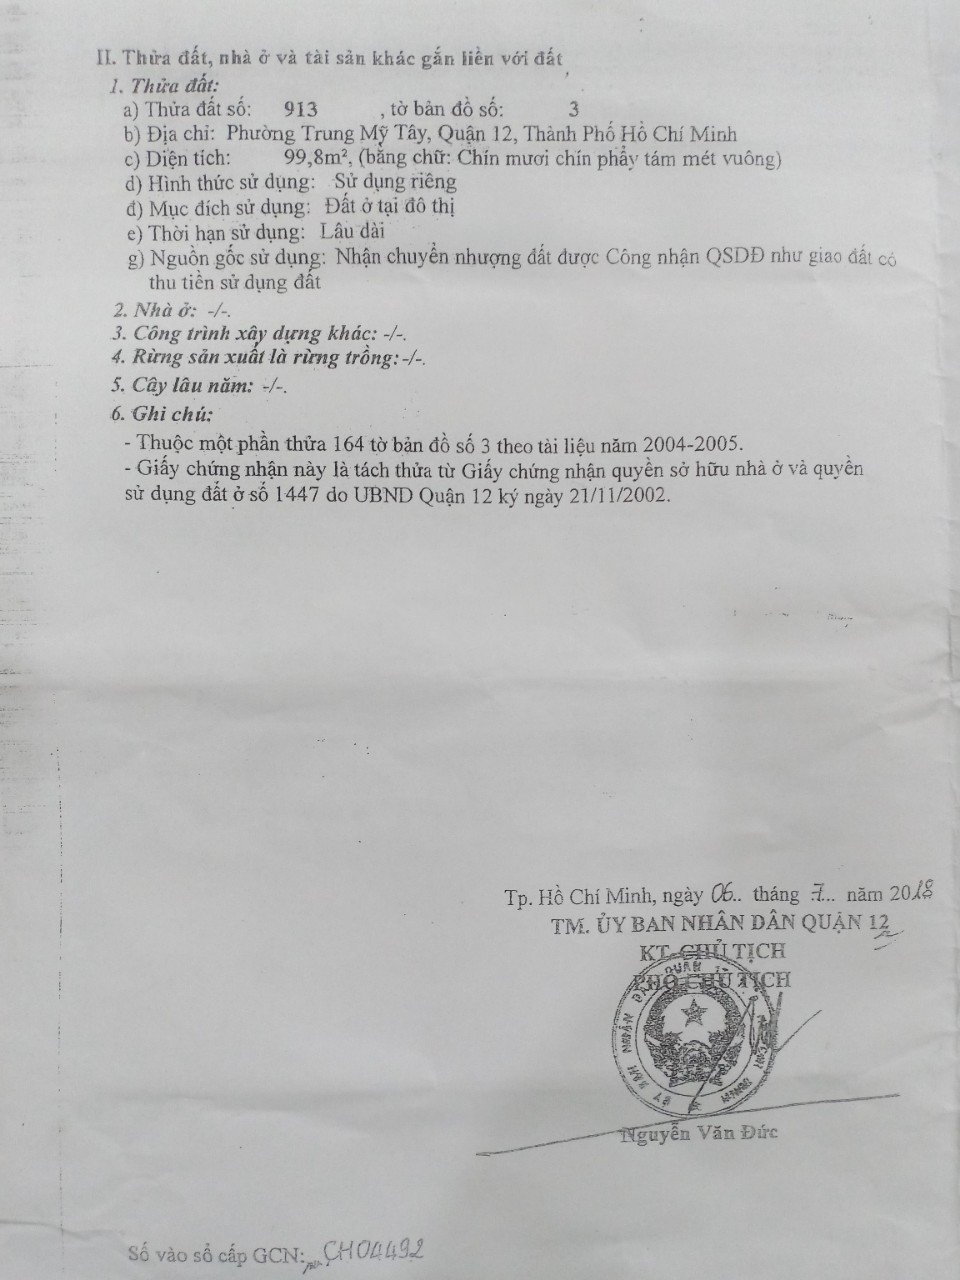 II. Thửa đất, nhà ở và tài sản khác gắn liền với đất
1. Thửa đất:
a) Thửa đất số: 913 , tờ bản đồ số: 3
b) Địa chỉ: Phường Trung Mỹ Tây, Quận 12, Thành Phố Hồ Chí Minh
c) Diện tích: 99,8m², (bằng chữ: Chín mươi chín phẩy tám mét vuông)
d) Hình thức sử dụng: Sử dụng riêng
đ) Mục đích sử dụng: Đất ở tại đô thị
e) Thời hạn sử dụng: Lâu dài
g) Nguồn gốc sử dụng: Nhận chuyển nhượng đất được Công nhận QSDĐ như giao đất có
thu tiền sử dụng đất
2. Nhà ở: -/-.
3. Công trình xây dựng khác: -/-.
4. Rừng sản xuất là rừng trồng:-/-.
5. Cây lâu năm: -/-.
6. Ghi chú:
- Thuộc một phần thửa 164 tờ bản đồ số 3 theo tài liệu năm 2004-2005.
- Giấy chứng nhận này là tách thửa từ Giấy chứng nhận quyền sở hữu nhà ở và quyền
sử dụng đất ở số 1447 do UBND Quận 12 ký ngày 21/11/2002.
Tp. Hồ Chí Minh, ngày 06.. tháng 7... năm 2018
TM. ỦY BAN NHÂN DÂN QUẬN 12
KT. CHỦ TỊCH
PHÓ CHỦ TỊCH
Nguyễn Văn Đức
Số vào sổ cấp GCN: CH04492